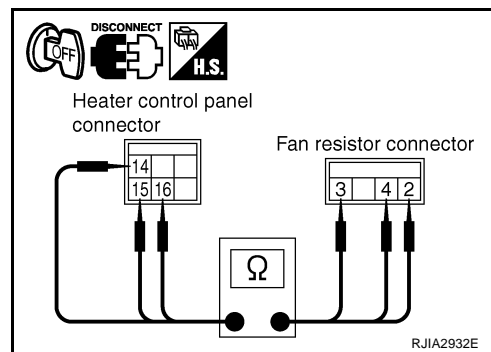 DISCONNECT
OFF
H.S.
Heater control panel
connector
Fan resistor connector
14
15 16
3 4 2
Ω
RJIA2932E